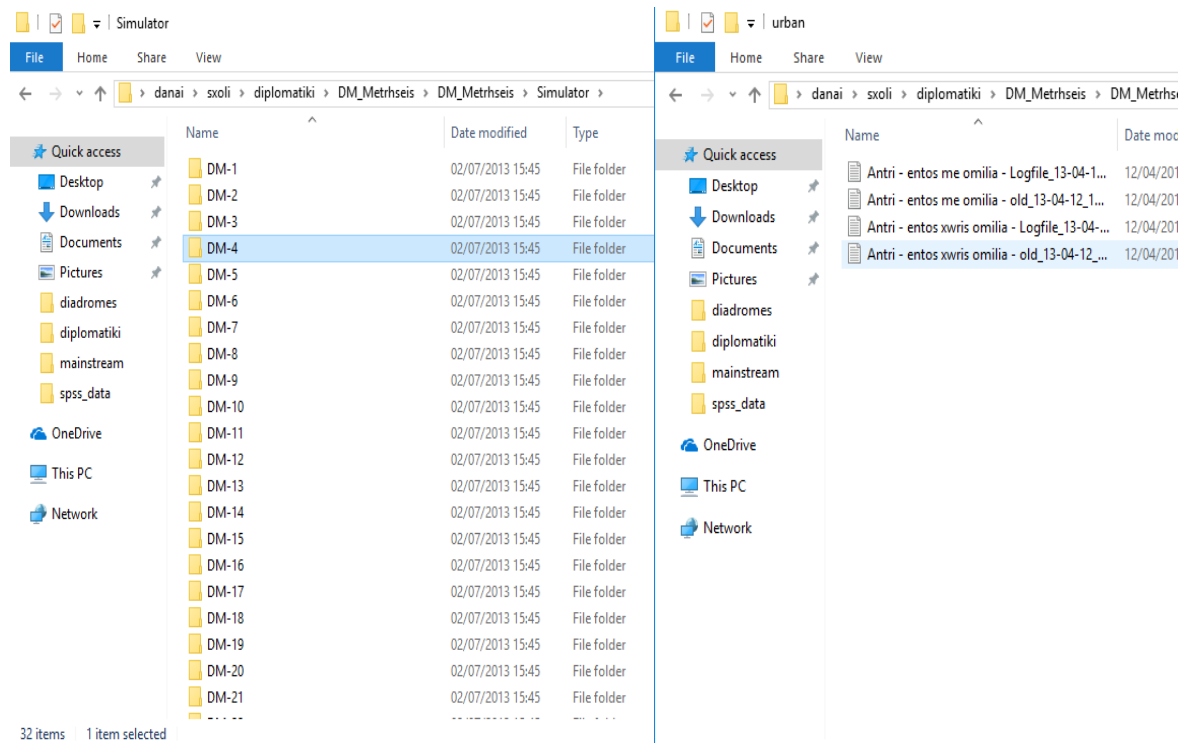 Simulator
File Home Share View
danai > sxoli > diplomatiki > DM_Metrhseis > DM_Metrhseis > Simulator >
Name Date modified Type
Quick access
Desktop
Downloads
Documents
Pictures
diadromes
diplomatiki
mainstream
spss_data
OneDrive
This PC
Network
DM-1 02/07/2013 15:45 File folder
DM-2 02/07/2013 15:45 File folder
DM-3 02/07/2013 15:45 File folder
DM-4 02/07/2013 15:45 File folder
DM-5 02/07/2013 15:45 File folder
DM-6 02/07/2013 15:45 File folder
DM-7 02/07/2013 15:45 File folder
DM-8 02/07/2013 15:45 File folder
DM-9 02/07/2013 15:45 File folder
DM-10 02/07/2013 15:45 File folder
DM-11 02/07/2013 15:45 File folder
DM-12 02/07/2013 15:45 File folder
DM-13 02/07/2013 15:45 File folder
DM-14 02/07/2013 15:45 File folder
DM-15 02/07/2013 15:45 File folder
DM-16 02/07/2013 15:45 File folder
DM-17 02/07/2013 15:45 File folder
DM-18 02/07/2013 15:45 File folder
DM-19 02/07/2013 15:45 File folder
DM-20 02/07/2013 15:45 File folder
DM-21 02/07/2013 15:45 File folder
32 items 1 item selected
urban
File Home Share View
danai > sxoli > diplomatiki > DM_Metrhseis > DM_Metrhse
Name Date mod
Quick access
Desktop
Downloads
Documents
Pictures
diadromes
diplomatiki
mainstream
spss_data
OneDrive
This PC
Network
Antri - entos me omilia - Logfile_13-04-1... 12/04/201
Antri - entos me omilia - old_13-04-12_1... 12/04/201
Antri - entos xwris omilia - Logfile_13-04-... 12/04/201
Antri - entos xwris omilia - old_13-04-12_... 12/04/201